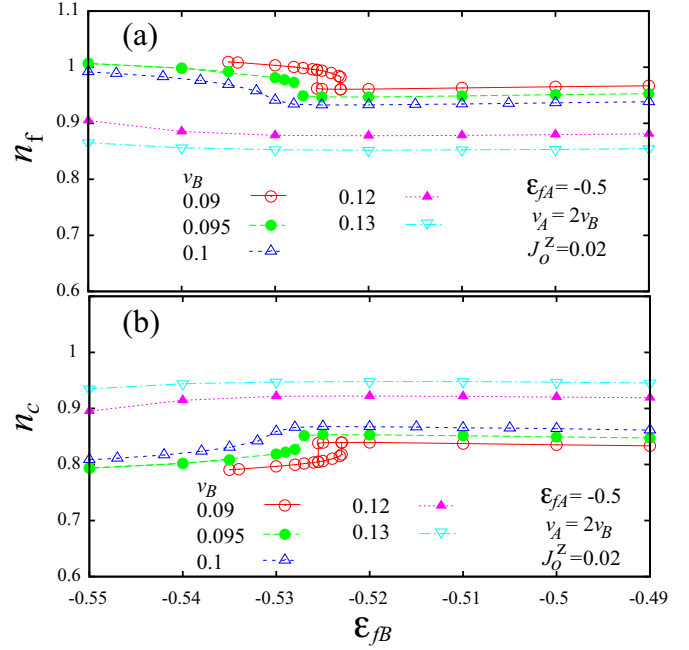 1.1
(a)
1
0.9
n_f
0.8
v_B
0.09
0.12
ε_fA = -0.5
0.095
0.13
v_A = 2v_B
0.7
0.1
J_o^z=0.02
0.6
(b)
1
0.9
n_c
0.8
v_B
0.09
0.12
ε_fA = -0.5
0.7
0.095
0.13
v_A = 2v_B
0.1
J_o^z=0.02
0.6
-0.55 -0.54 -0.53 -0.52 -0.51 -0.5 -0.49
ε_fB